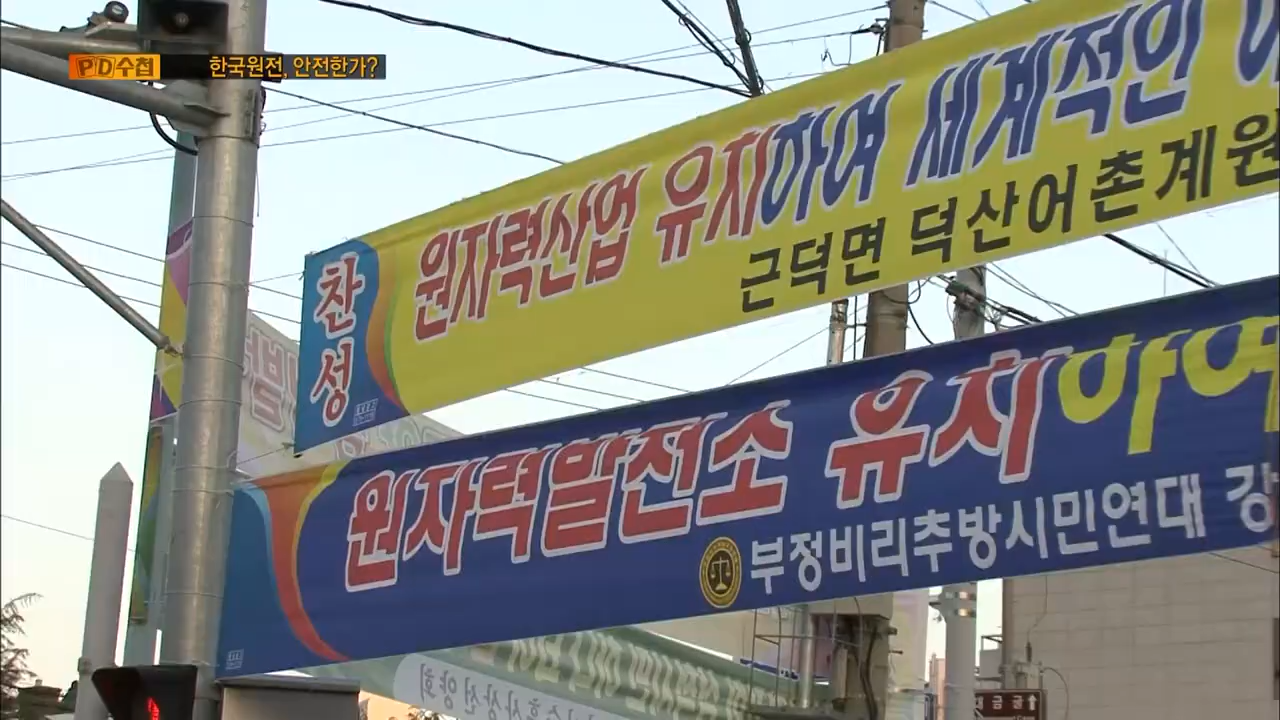 PD수첩 한국원전, 안전한가?
찬성
원자력산업 유치하여 세계적인
근덕면 덕산어촌계원
원자력발전소 유치하여
부정비리추방시민연대 강